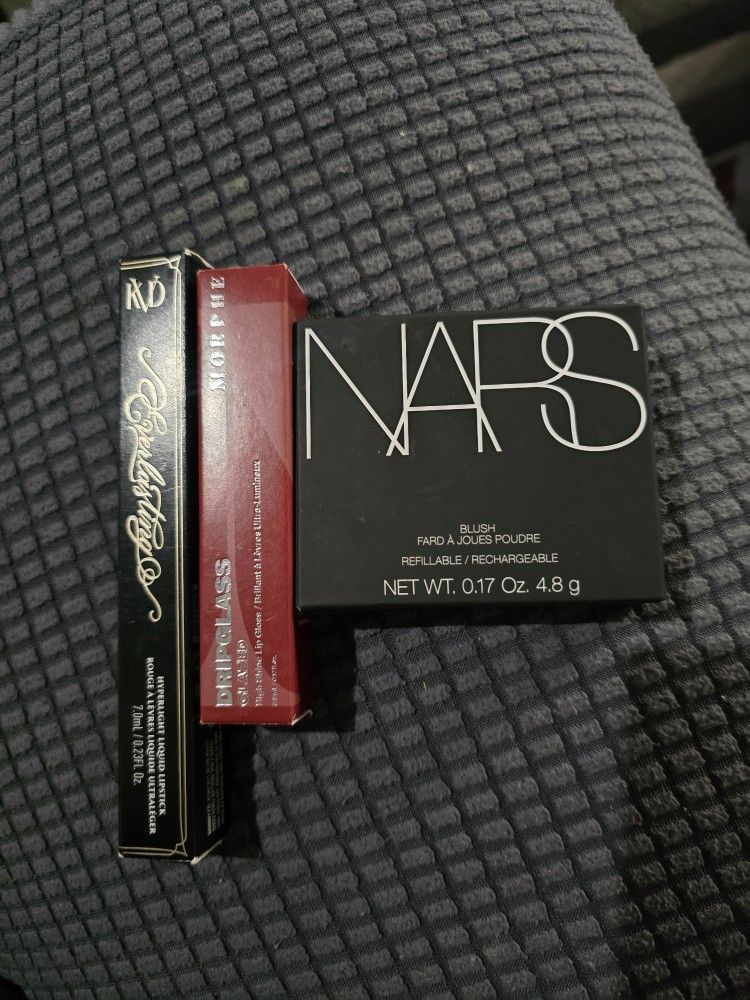 KVD
Everlasting
HYPERLIGHT LIQUID LIPSTICK
ROUGE À LÈVRES LIQUIDE ULTRALÉGER
7.0mL / 0.23Fl. Oz.
MORPHE
DRIPGLASS
GLAZED
High Shine Lip Gloss / Brillant à Lèvres Ultra-Lumineux
NARS
BLUSH
FARD À JOUES POUDRE
REFILLABLE / RECHARGEABLE
NET WT. 0.17 Oz. 4.8 g